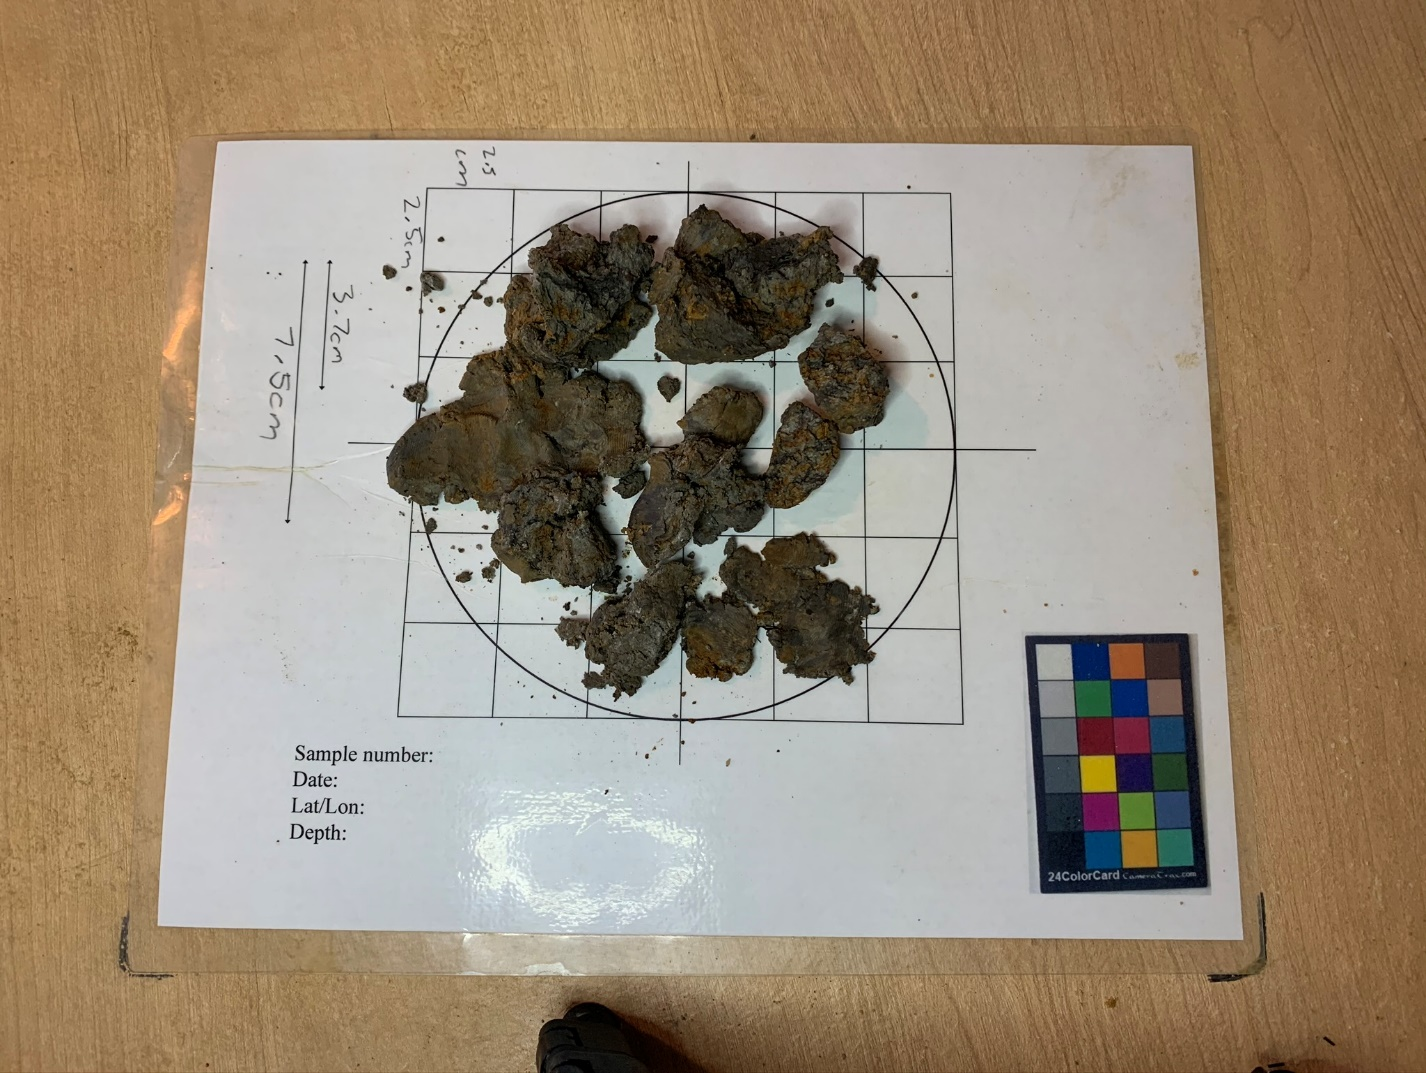 2.5
cm
2.5cm
3.7cm
7.5cm
Sample number:
Date:
Lat/Lon:
Depth:
24ColorCard